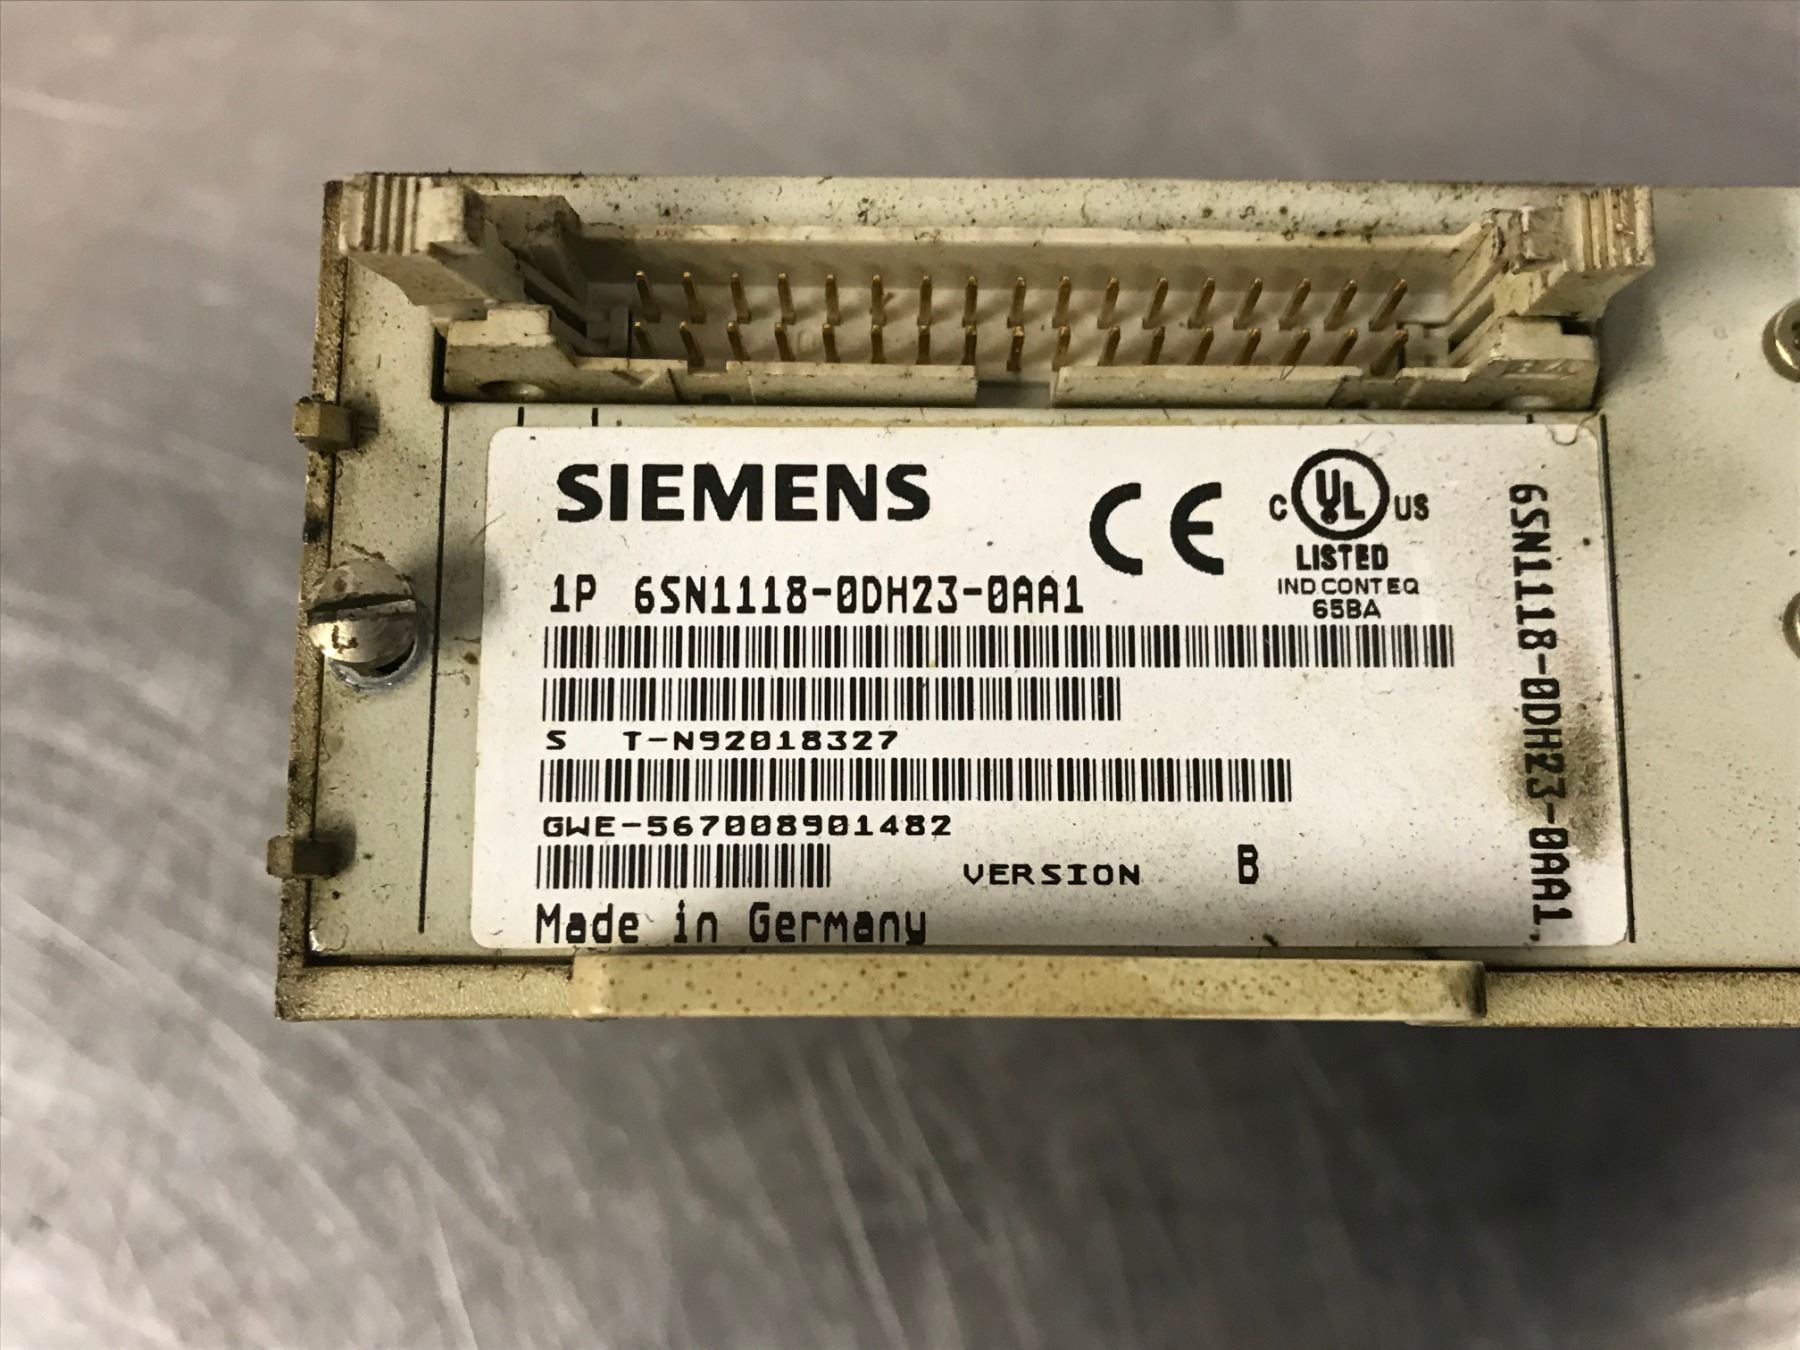 SIEMENS
CE
C UL US
LISTED
IND.CONT.EQ
65BA
1P 6SN1118-0DH23-0AA1
S T-N92018327
GWE-567008901482
VERSION B
Made in Germany
6SN1118-0DH23-0AA1